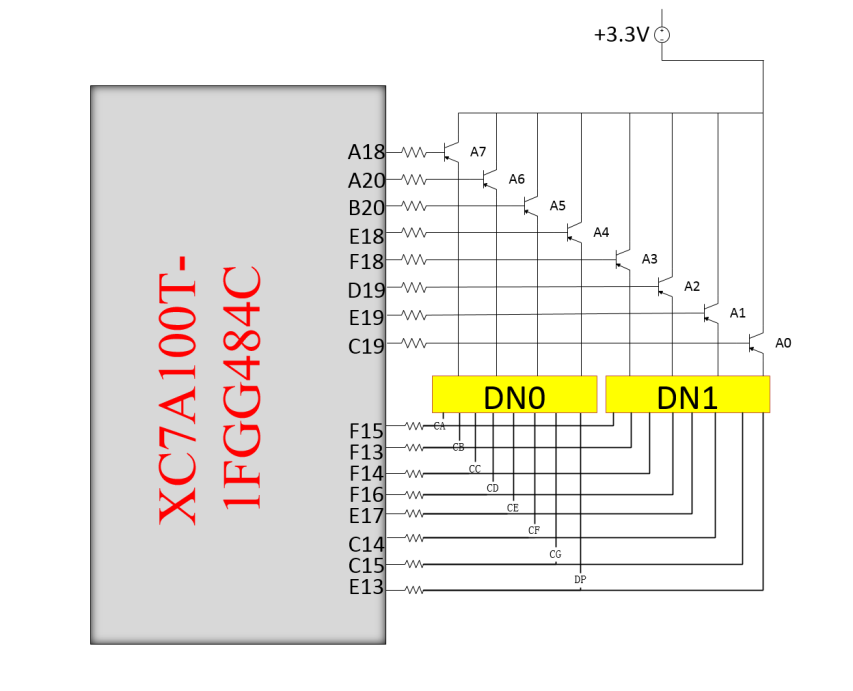 +3.3V
A18
A7
A20
A6
B20
A5
E18
A4
F18
A3
D19
A2
E19
A1
C19
A0
XC7A100T-
1FGG484C
DN0
DN1
F15
CA
F13
CB
F14
CC
F16
CD
E17
CE
CF
C14
CG
C15
DP
E13